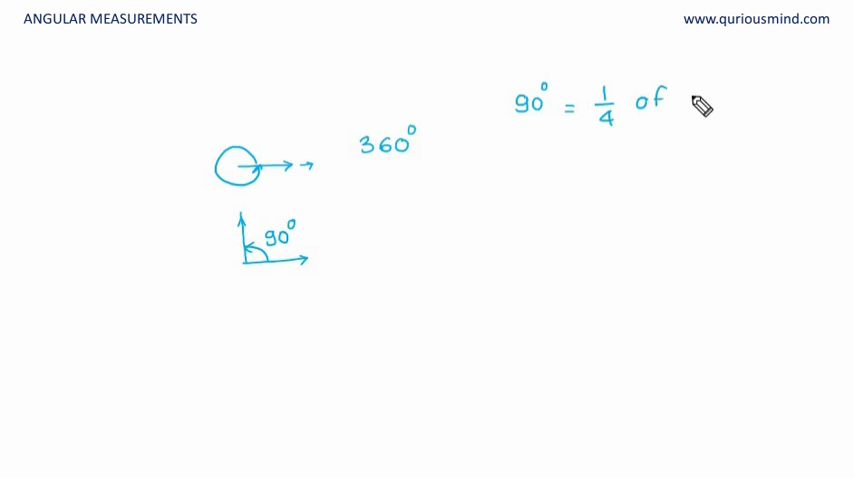 ANGULAR MEASUREMENTS
www.quriousmind.com
90° = 1/4 of
360°
90°